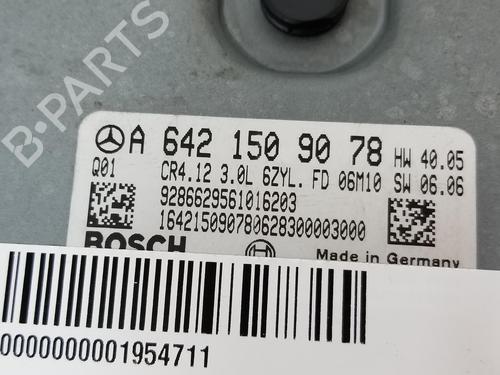 B-PARTS
A 642 150 90 78 HW 40.05
Q01 CR4.12 3.0L 6ZYL. FD 06M10 SW 06.06
9286629561016203
164215090780628300003000
BOSCH
Made in Germany
0000000001954711